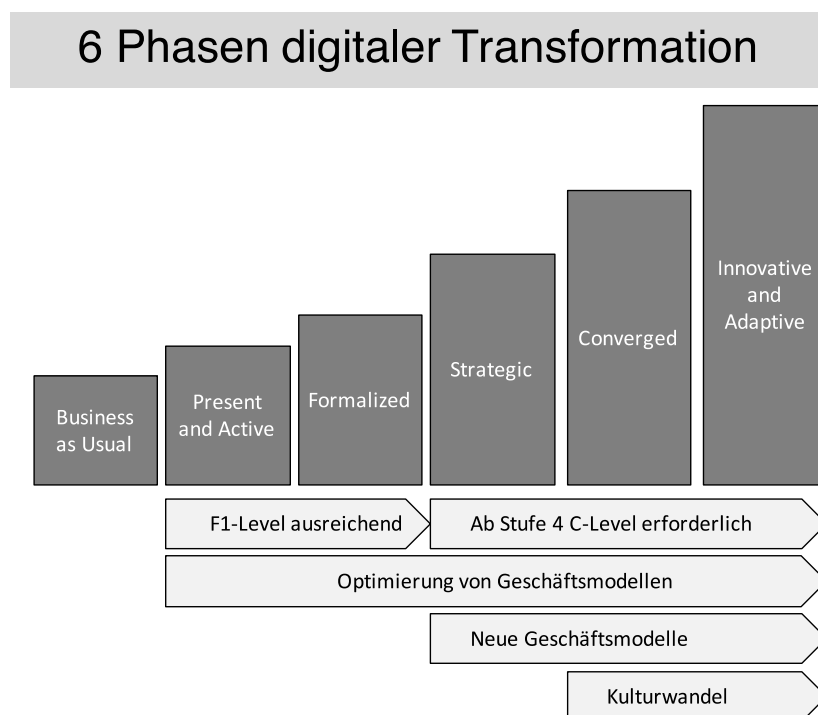 6 Phasen digitaler Transformation
Business
as Usual
Present
and Active
Formalized
Strategic
Converged
Innovative
and
Adaptive
F1-Level ausreichend
Ab Stufe 4 C-Level erforderlich
Optimierung von Geschäftsmodellen
Neue Geschäftsmodelle
Kulturwandel